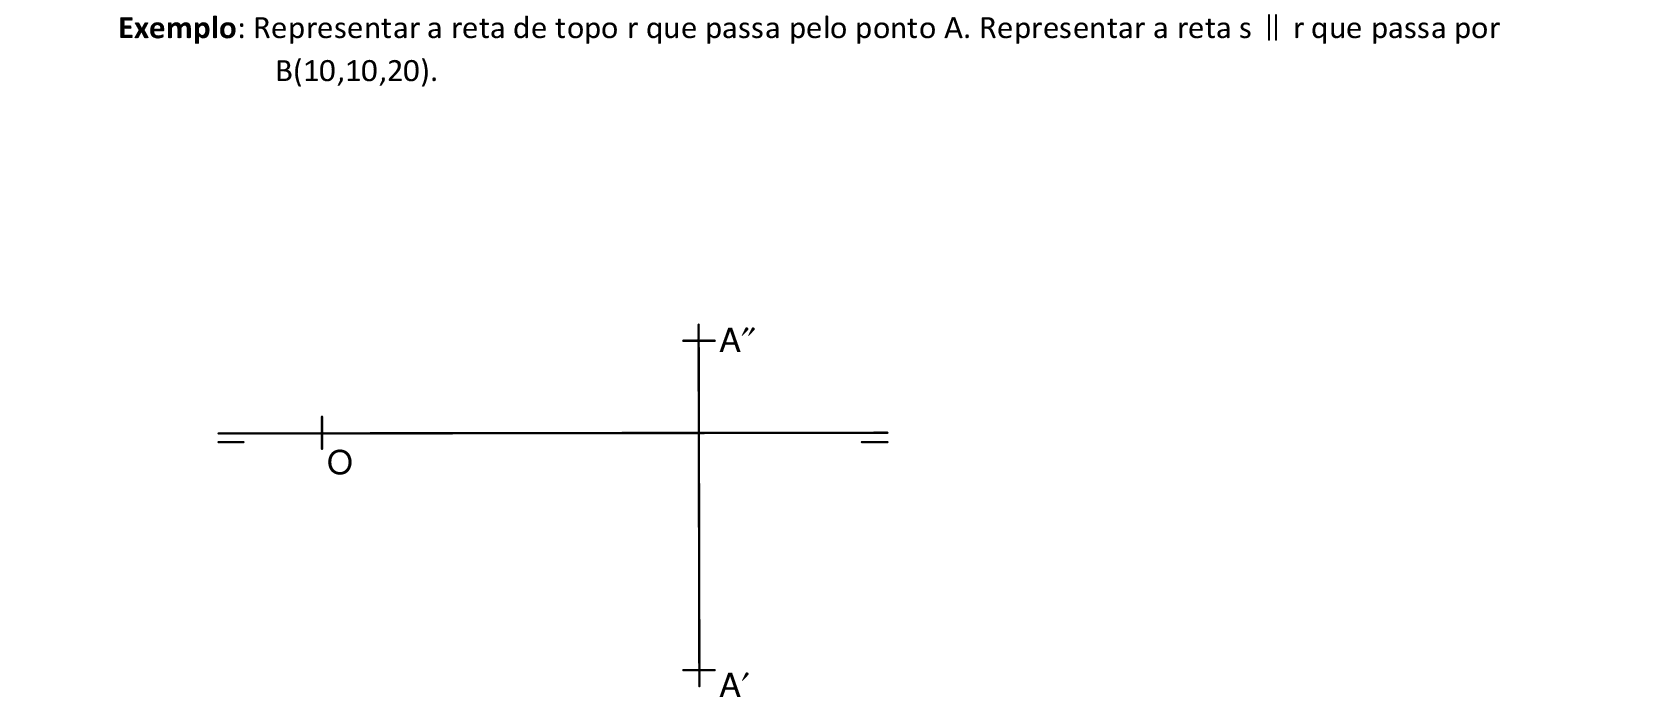 Exemplo: Representar a reta de topo r que passa pelo ponto A. Representar a reta s || r que passa por
B(10,10,20).
A″
O
A′